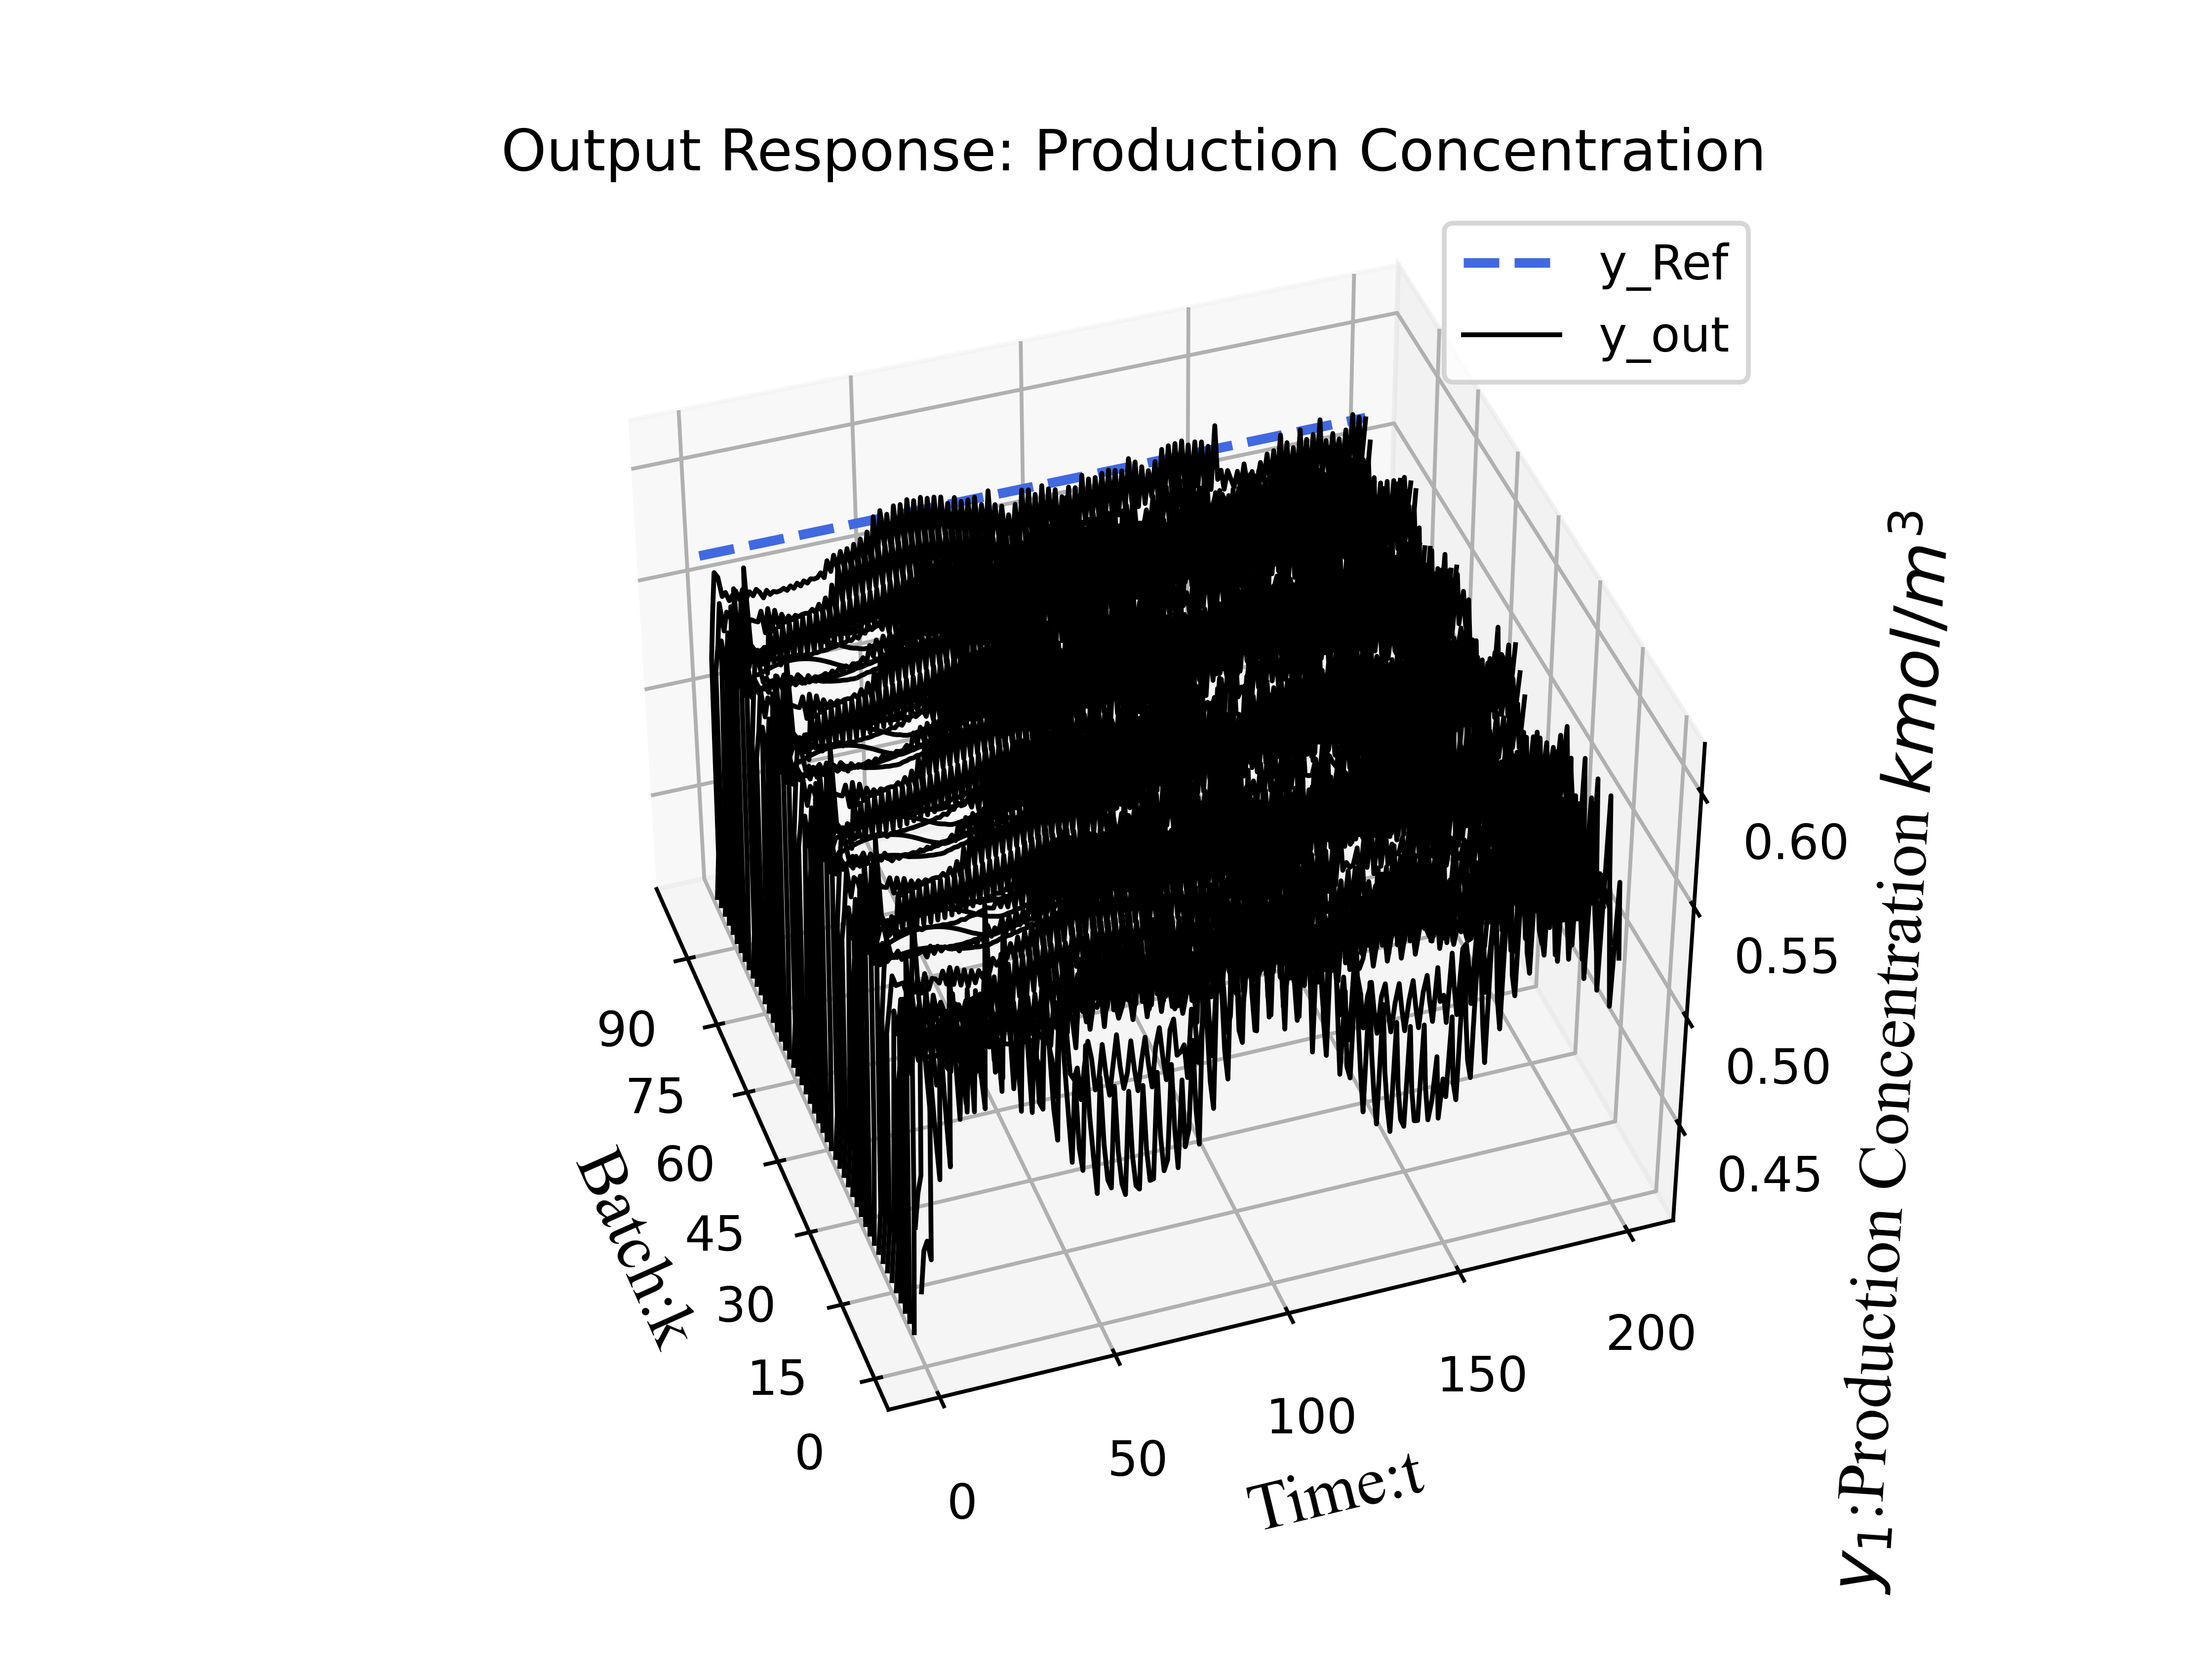 Output Response: Production Concentration
y_Ref
y_out
0.60
0.55
0.50
0.45
y₁:Production Concentration kmol/m³
90
75
60
45
30
15
0
Batch:k
0
50
100
150
200
Time:t